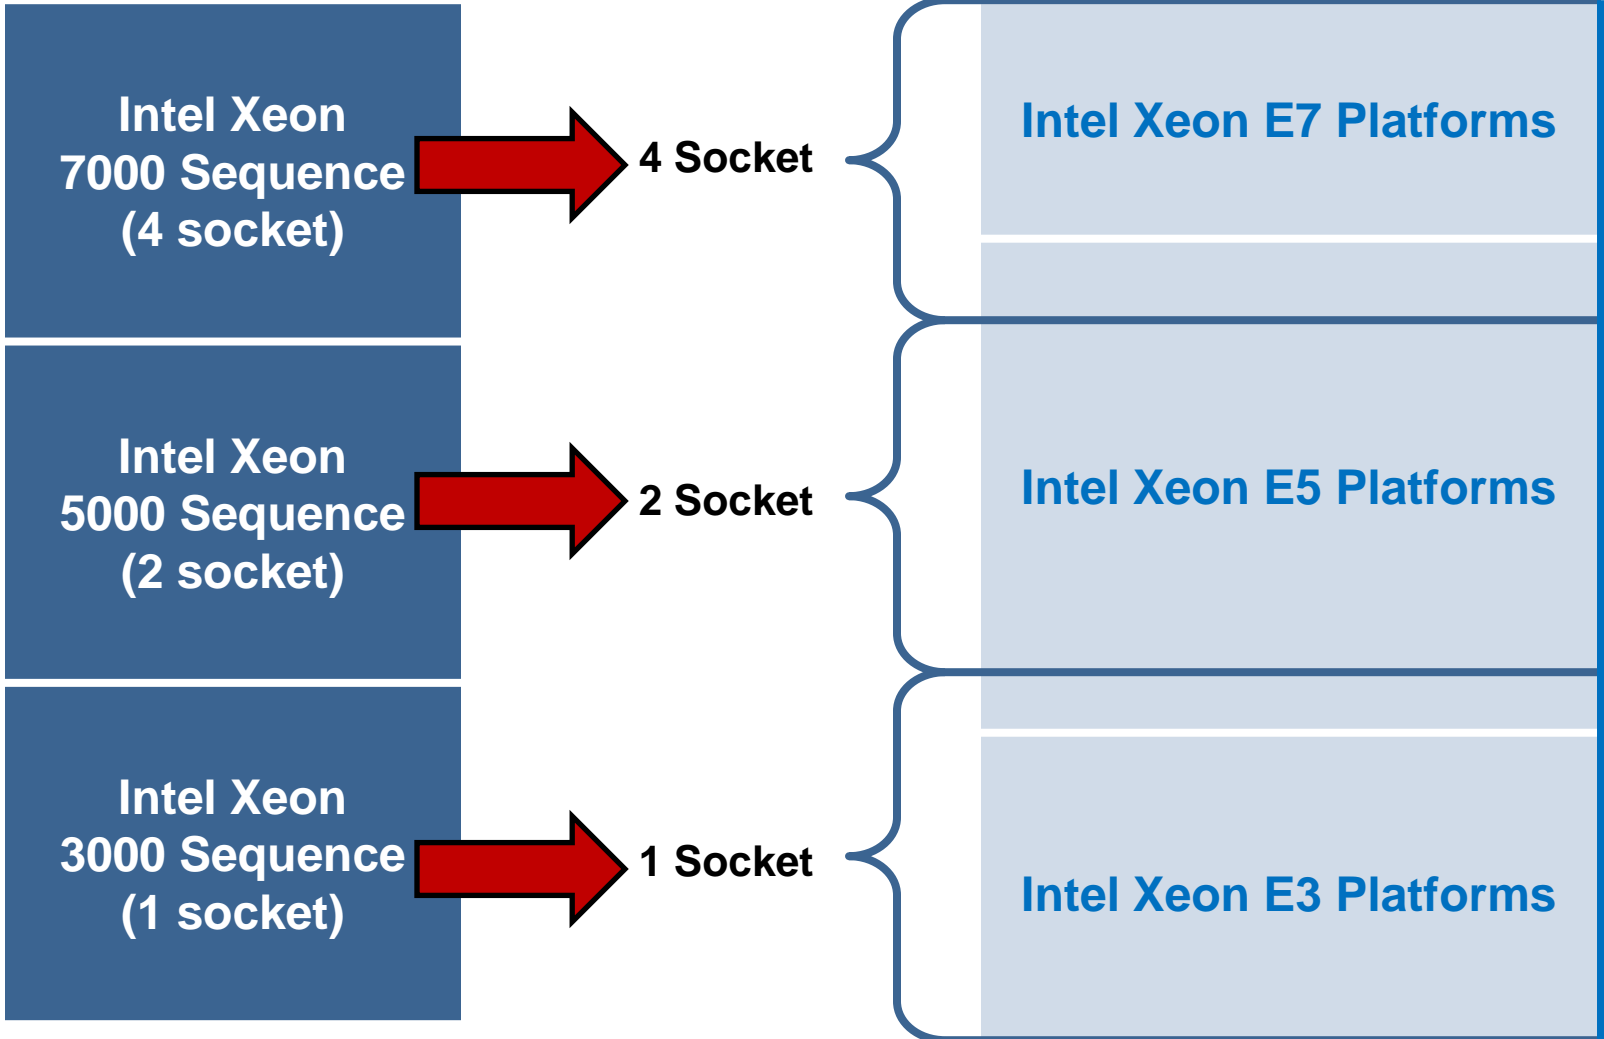 Intel Xeon
7000 Sequence
(4 socket)
4 Socket
Intel Xeon E7 Platforms
Intel Xeon
5000 Sequence
(2 socket)
2 Socket
Intel Xeon E5 Platforms
Intel Xeon
3000 Sequence
(1 socket)
1 Socket
Intel Xeon E3 Platforms